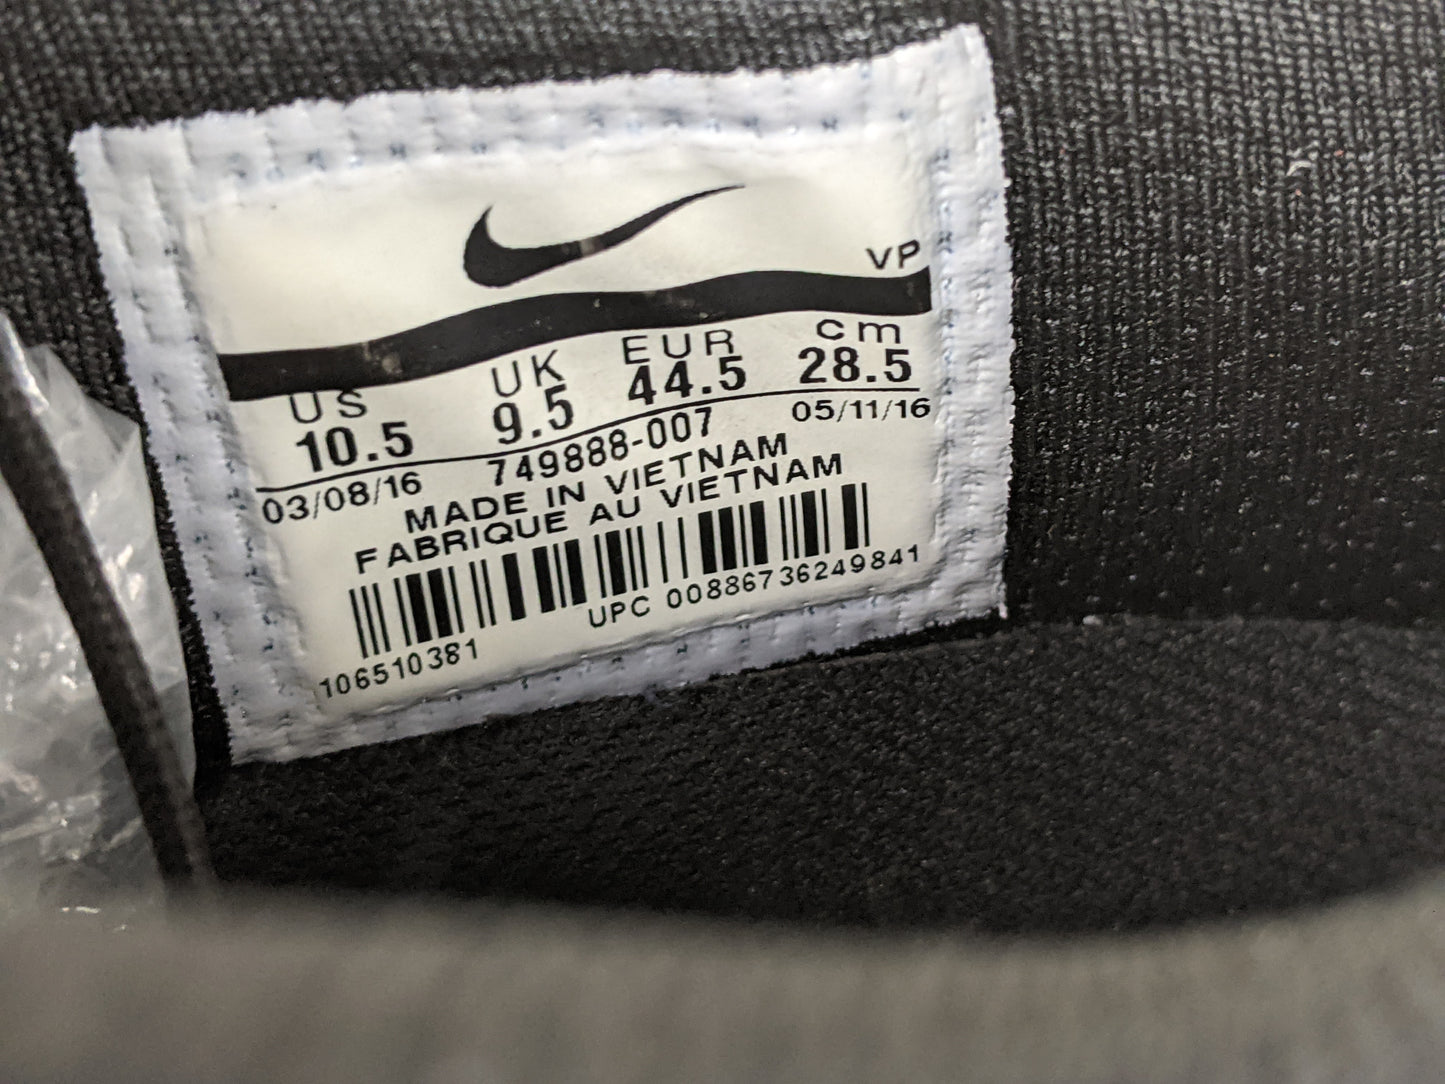 VP
US UK EUR cm
10.5 9.5 44.5 28.5
03/08/16 749888-007 05/11/16
MADE IN VIETNAM
FABRIQUE AU VIETNAM
UPC 00886736249841
106510381